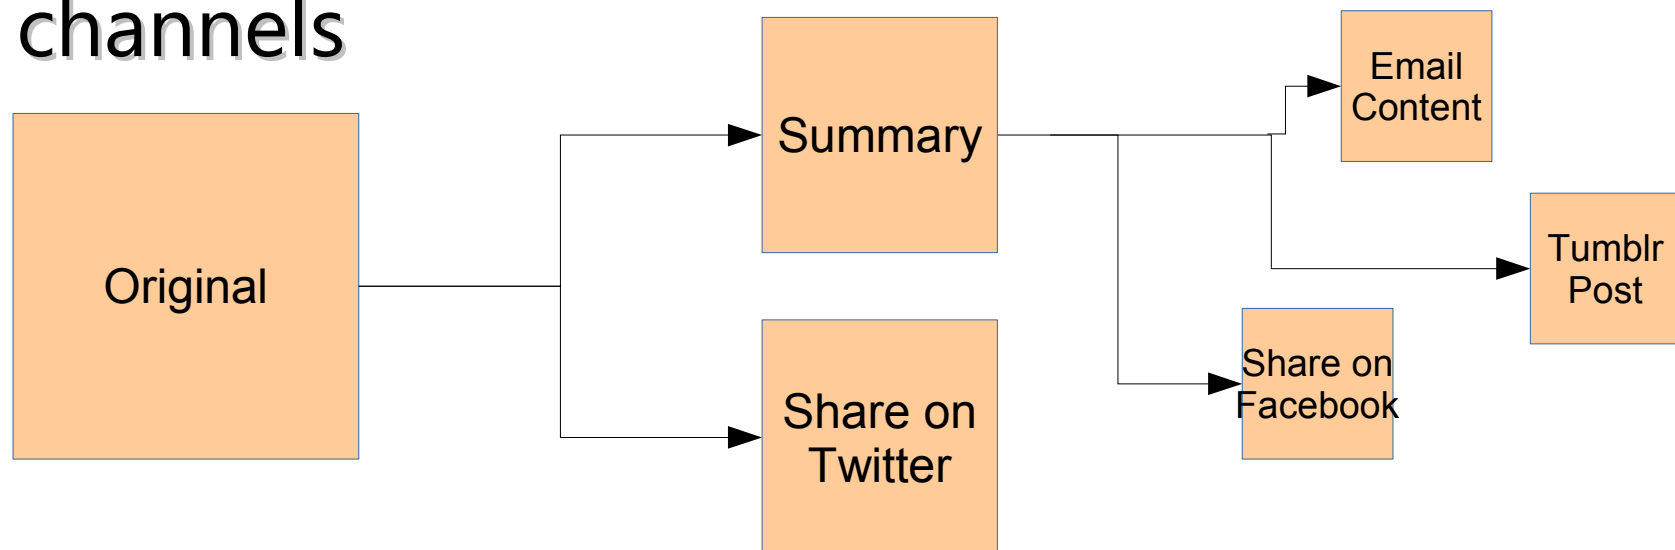 channels
Original
Summary
Share on
Twitter
Email
Content
Tumblr
Post
Share on
Facebook